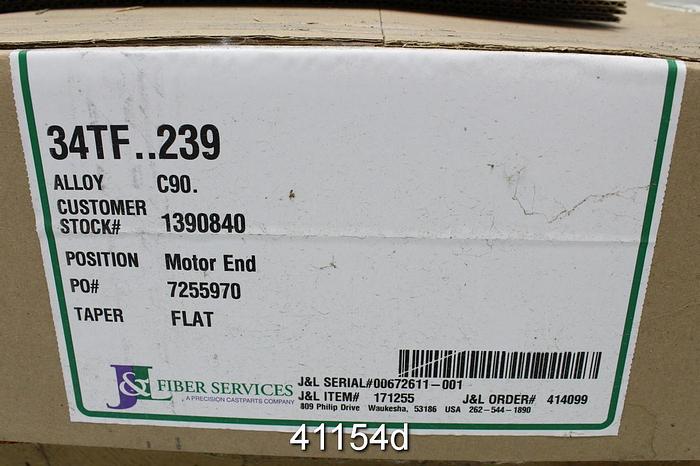 34TF..239
ALLOY C90.
CUSTOMER
STOCK# 1390840
POSITION Motor End
PO# 7255970
TAPER FLAT
J&L FIBER SERVICES
A PRECISION CASTPARTS COMPANY
J&L SERIAL#00672611-001
J&L ITEM# 171255 J&L ORDER# 414099
809 Philip Drive Waukesha, 53186 USA 262-544-1890
41154d